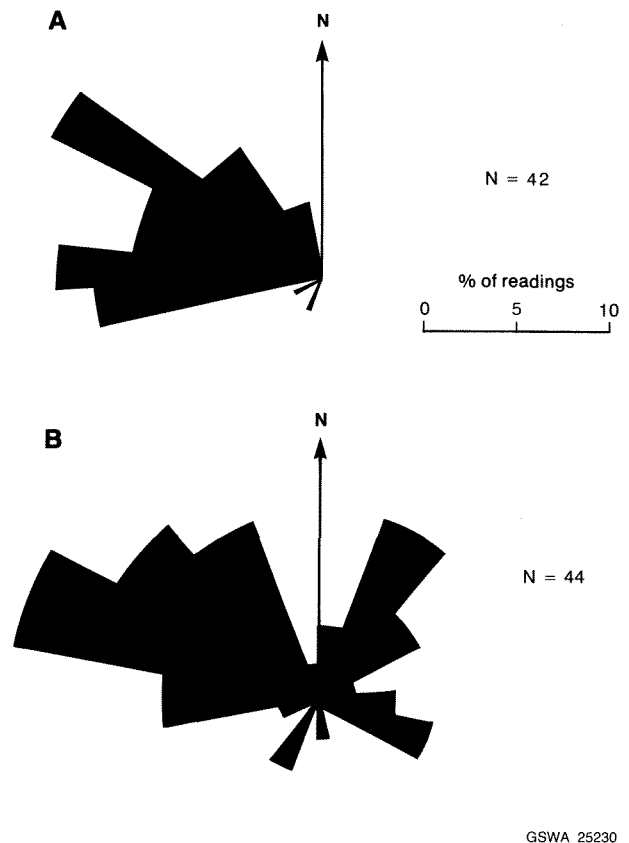 A
N
N = 42
% of readings
0 5 10
B
N
N = 44
GSWA 25230